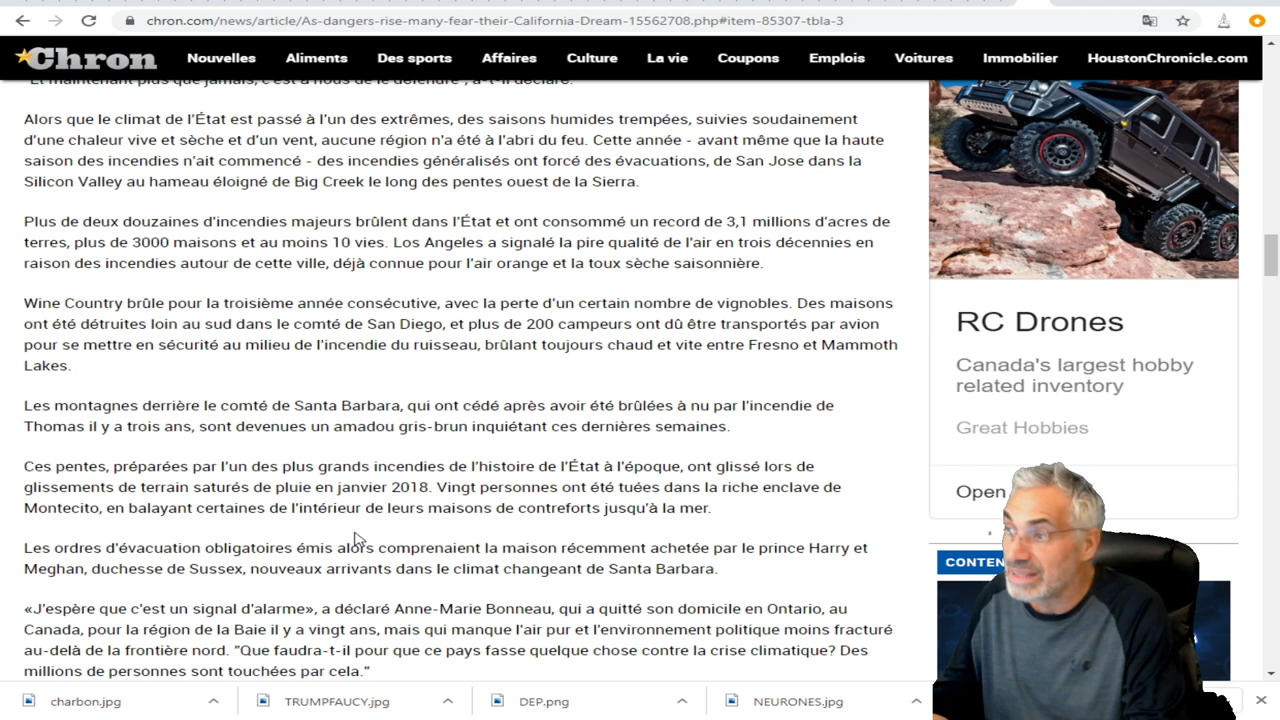 chron.com/news/article/As-dangers-rise-many-fear-their-California-Dream-15562708.php#item-85307-tbla-3
Chron Nouvelles Aliments Des sports Affaires Culture La vie Coupons Emplois Voitures Immobilier HoustonChronicle.com
"Et maintenant plus que jamais, c'est à nous de le défendre", a-t-il déclaré.
Alors que le climat de l'État est passé à l'un des extrêmes, des saisons humides trempées, suivies soudainement
d'une chaleur vive et sèche et d'un vent, aucune région n'a été à l'abri du feu. Cette année - avant même que la haute
saison des incendies n'ait commencé - des incendies généralisés ont forcé des évacuations, de San Jose dans la
Silicon Valley au hameau éloigné de Big Creek le long des pentes ouest de la Sierra.
Plus de deux douzaines d'incendies majeurs brûlent dans l'État et ont consommé un record de 3,1 millions d'acres de
terres, plus de 3000 maisons et au moins 10 vies. Los Angeles a signalé la pire qualité de l'air en trois décennies en
raison des incendies autour de cette ville, déjà connue pour l'air orange et la toux sèche saisonnière.
Wine Country brûle pour la troisième année consécutive, avec la perte d'un certain nombre de vignobles. Des maisons
ont été détruites loin au sud dans le comté de San Diego, et plus de 200 campeurs ont dû être transportés par avion
pour se mettre en sécurité au milieu de l'incendie du ruisseau, brûlant toujours chaud et vite entre Fresno et Mammoth
Lakes.
Les montagnes derrière le comté de Santa Barbara, qui ont cédé après avoir été brûlées à nu par l'incendie de
Thomas il y a trois ans, sont devenues un amadou gris-brun inquiétant ces dernières semaines.
Ces pentes, préparées par l'un des plus grands incendies de l'histoire de l'État à l'époque, ont glissé lors de
glissements de terrain saturés de pluie en janvier 2018. Vingt personnes ont été tuées dans la riche enclave de
Montecito, en balayant certaines de l'intérieur de leurs maisons de contreforts jusqu'à la mer.
Les ordres d'évacuation obligatoires émis alors comprenaient la maison récemment achetée par le prince Harry et
Meghan, duchesse de Sussex, nouveaux arrivants dans le climat changeant de Santa Barbara.
«J'espère que c'est un signal d'alarme», a déclaré Anne-Marie Bonneau, qui a quitté son domicile en Ontario, au
Canada, pour la région de la Baie il y a vingt ans, mais qui manque l'air pur et l'environnement politique moins fracturé
au-delà de la frontière nord. "Que faudra-t-il pour que ce pays fasse quelque chose contre la crise climatique? Des
millions de personnes sont touchées par cela."
RC Drones
Canada's largest hobby
related inventory
Great Hobbies
Open
CONTEN
charbon.jpg TRUMPFAUCY.jpg DEP.png NEURONES.jpg